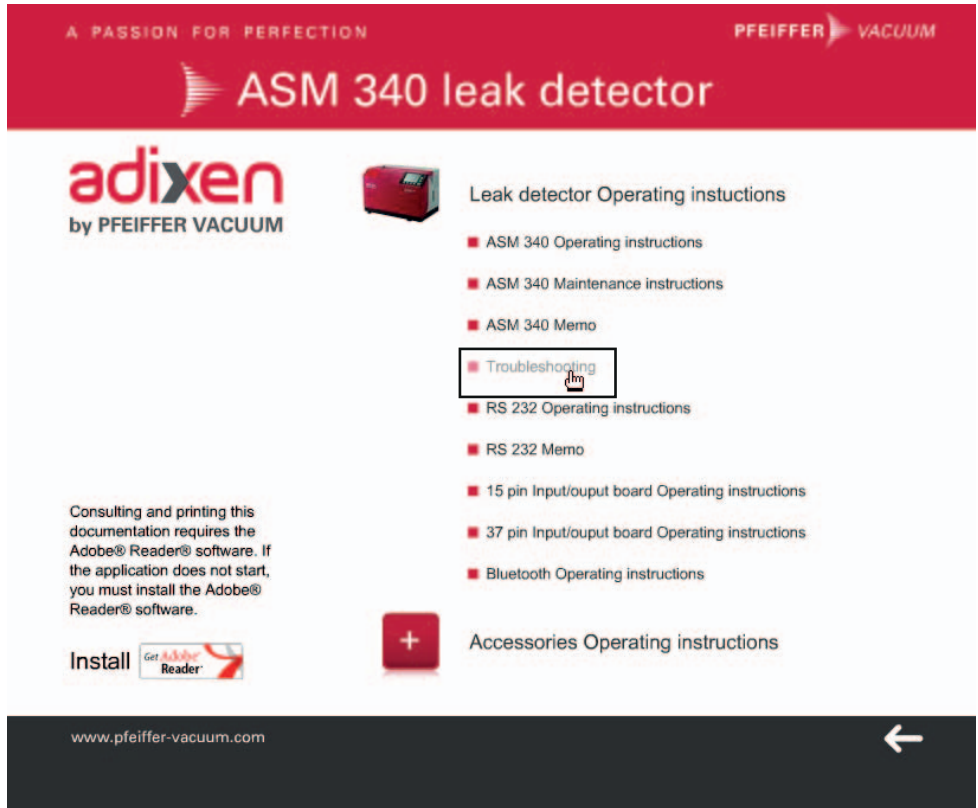 A PASSION FOR PERFECTION
PFEIFFER VACUUM
ASM 340 leak detector
adixen
by PFEIFFER VACUUM
Leak detector Operating instuctions
ASM 340 Operating instructions
ASM 340 Maintenance instructions
ASM 340 Memo
Troubleshooting
RS 232 Operating instructions
RS 232 Memo
15 pin Input/ouput board Operating instructions
37 pin Input/ouput board Operating instructions
Bluetooth Operating instructions
Consulting and printing this
documentation requires the
Adobe® Reader® software. If
the application does not start,
you must install the Adobe®
Reader® software.
Install
Get Adobe®
Reader®
+
Accessories Operating instructions
www.pfeiffer-vacuum.com